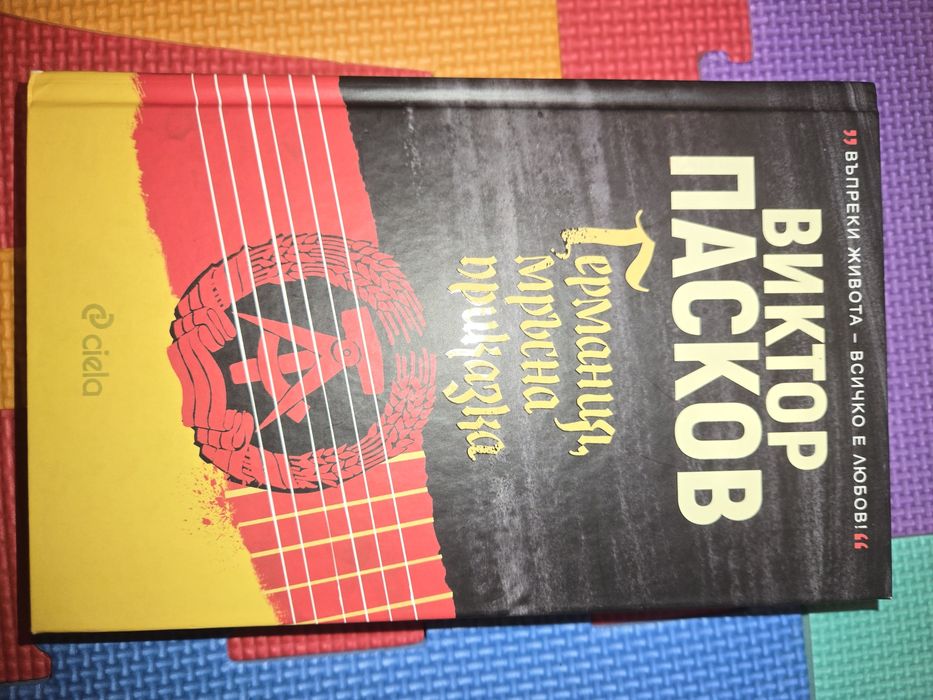 „ВЪПРЕКИ ЖИВОТА – ВСИЧКО Е ЛЮБОВ!“
ВИКТОР
ПАСКОВ
Германия,
мръсна
приказка
ciela